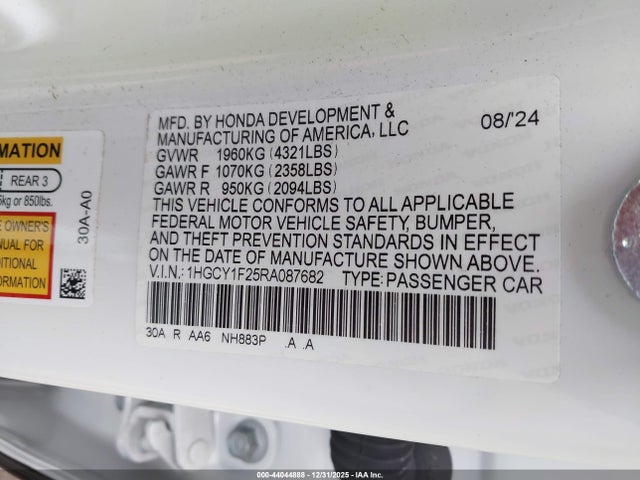 MFD. BY HONDA DEVELOPMENT & 08/'24
MANUFACTURING OF AMERICA, LLC
GVWR 1960KG (4321LBS)
GAWR F 1070KG (2358LBS)
GAWR R 950KG (2094LBS)
THIS VEHICLE CONFORMS TO ALL APPLICABLE
FEDERAL MOTOR VEHICLE SAFETY, BUMPER,
AND THEFT PREVENTION STANDARDS IN EFFECT
ON THE DATE OF MANUFACTURE SHOWN ABOVE.
V.I.N.: 1HGCY1F25RA087682 TYPE: PASSENGER CAR
30A R AA6 NH883P .A .A
MATION
REAR 3
kg or 850lbs.
OWNER'S
MANUAL FOR
DITIONAL
FORMATION
30A-A0
000-44044888 - 12/31/2025 - IAA Inc.